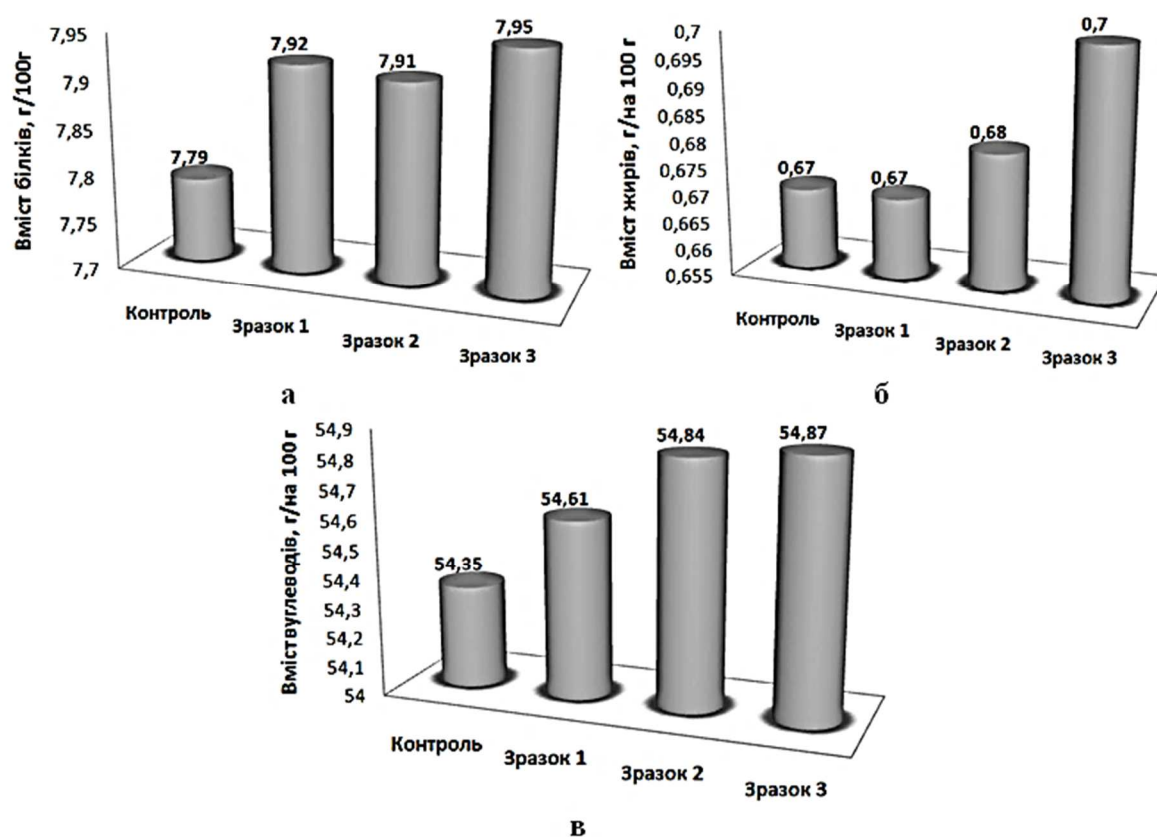 Вміст білків, г/100г
7,95
7,9
7,85
7,8
7,75
7,7
7,79
7,92
7,91
7,95
Контроль
Зразок 1
Зразок 2
Зразок 3
а
Вміст жирів, г/на 100 г
0,7
0,695
0,69
0,685
0,68
0,675
0,67
0,665
0,66
0,655
0,67
0,67
0,68
0,7
Контроль
Зразок 1
Зразок 2
Зразок 3
б
Вміствуглеводів, г/на 100 г
54,9
54,8
54,7
54,6
54,5
54,4
54,3
54,2
54,1
54
54,35
54,61
54,84
54,87
Контроль
Зразок 1
Зразок 2
Зразок 3
в